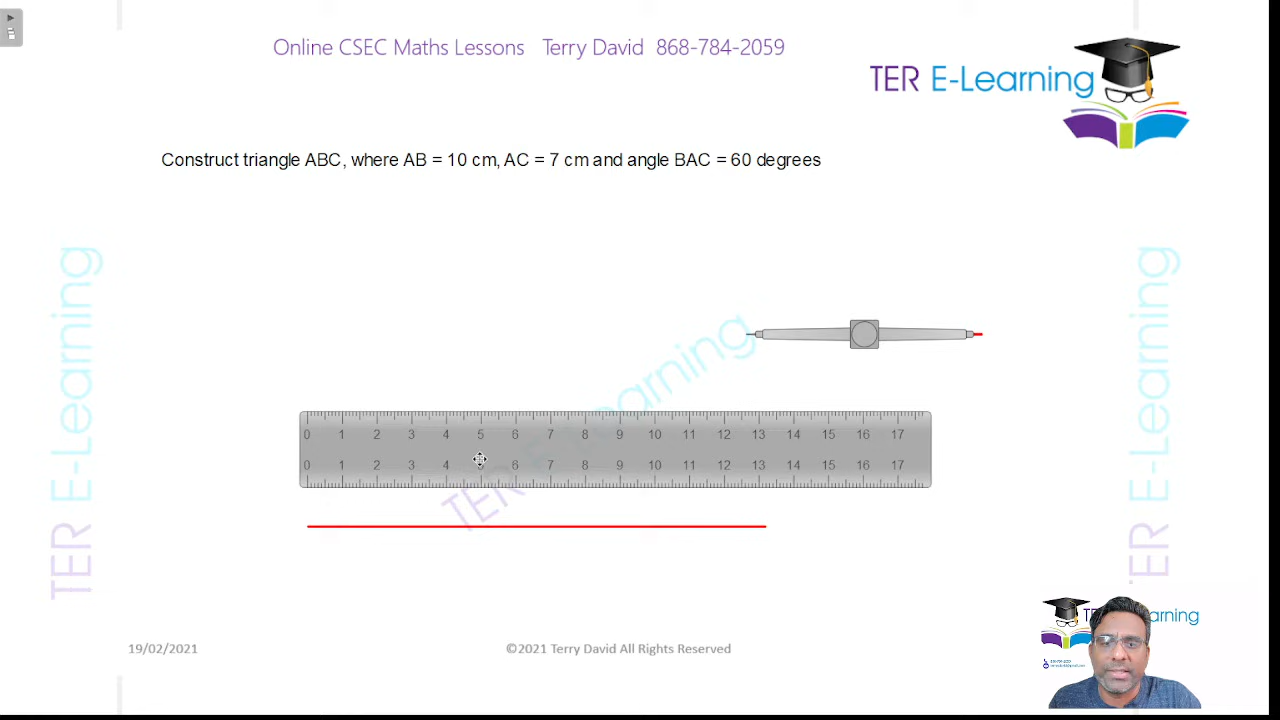 Online CSEC Maths Lessons Terry David 868-784-2059
TER E-Learning
Construct triangle ABC, where AB = 10 cm, AC = 7 cm and angle BAC = 60 degrees
TER E-Learning
TER E-Learning
TER E-Learning
0 1 2 3 4 5 6 7 8 9 10 11 12 13 14 15 16 17
0 1 2 3 4 6 7 8 9 10 11 12 13 14 15 16 17
19/02/2021
©2021 Terry David All Rights Reserved